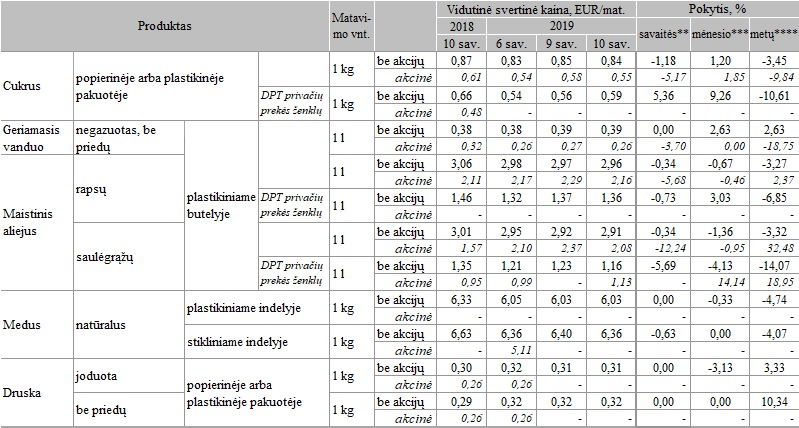 Produktas Matavi- mo vnt. Vidutinė svertinė kaina, EUR/mat. Pokytis, %
2018 2019 savaitės** mėnesio*** metų****
10 sav. 6 sav. 9 sav. 10 sav.
Cukrus popierinėje arba plastikinėje pakuotėje 1 kg be akcijų 0,87 0,83 0,85 0,84 -1,18 1,20 -3,45
akcinė 0,61 0,54 0,58 0,55 -5,17 1,85 -9,84
DPT privačių prekės ženklų 1 kg be akcijų 0,66 0,54 0,56 0,59 5,36 9,26 -10,61
akcinė 0,48 - - - - - -
Geriamasis vanduo negazuotas, be priedų plastikiniame butelyje 11 be akcijų 0,38 0,38 0,39 0,39 0,00 2,63 2,63
akcinė 0,32 0,26 0,27 0,26 -3,70 0,00 -18,75
Maistinis aliejus rapsų 11 be akcijų 3,06 2,98 2,97 2,96 -0,34 -0,67 -3,27
akcinė 2,11 2,17 2,29 2,16 -5,68 -0,46 2,37
DPT privačių prekės ženklų 11 be akcijų 1,46 1,32 1,37 1,36 -0,73 3,03 -6,85
akcinė - - - - - - -
saulėgrąžų 11 be akcijų 3,01 2,95 2,92 2,91 -0,34 -1,36 -3,32
akcinė 1,57 2,10 2,37 2,08 -12,24 -0,95 32,48
DPT privačių prekės ženklų 11 be akcijų 1,35 1,21 1,23 1,16 -5,69 -4,13 -14,07
akcinė 0,95 0,99 - 1,13 - 14,14 18,95
Medus natūralus plastikiniame indelyje 1 kg be akcijų 6,33 6,05 6,03 6,03 0,00 -0,33 -4,74
akcinė - - - - - - -
stikliniame indelyje 1 kg be akcijų 6,63 6,36 6,40 6,36 -0,63 0,00 -4,07
akcinė - 5,11 - - - - -
Druska joduota popierinėje arba plastikinėje pakuotėje 1 kg be akcijų 0,30 0,32 0,31 0,31 0,00 -3,13 3,33
akcinė 0,26 0,26 - - - - -
be priedų 1 kg be akcijų 0,29 0,32 0,32 0,32 0,00 0,00 10,34
akcinė 0,26 0,26 - - - - -